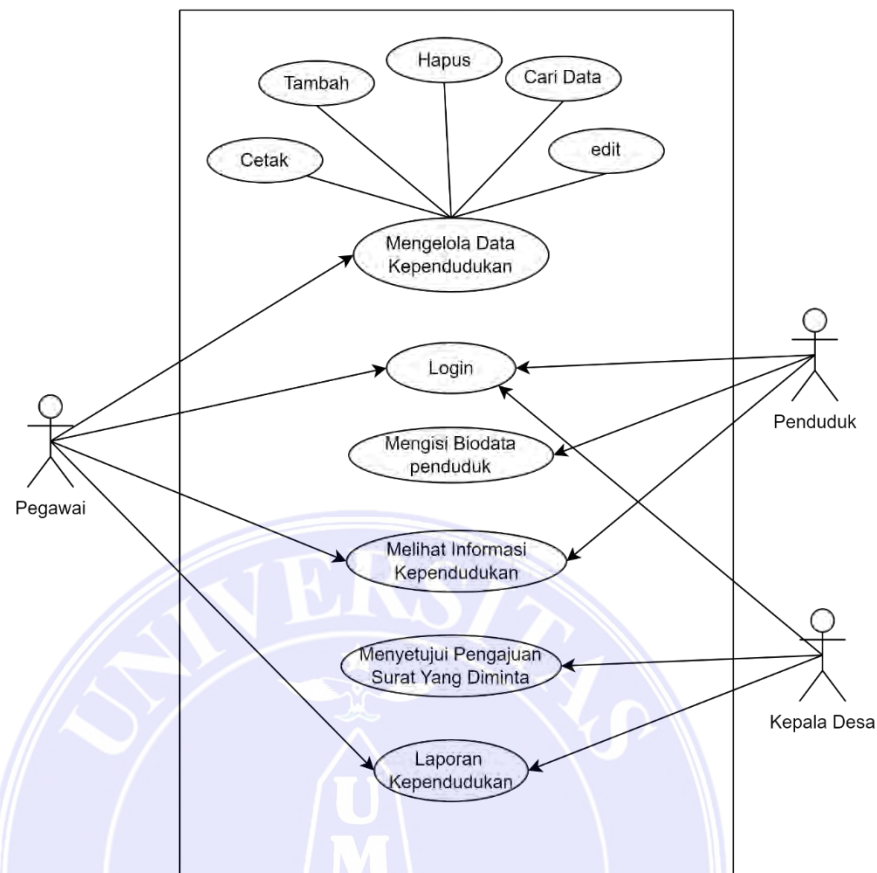 Hapus
Tambah
Cari Data
Cetak
edit
Mengelola Data
Kependudukan
Login
Penduduk
Mengisi Biodata
penduduk
Pegawai
Melihat Informasi
Kependudukan
Menyetujui Pengajuan
Surat Yang Diminta
Kepala Desa
Laporan
Kependudukan
UNIVERSITAS
U
M